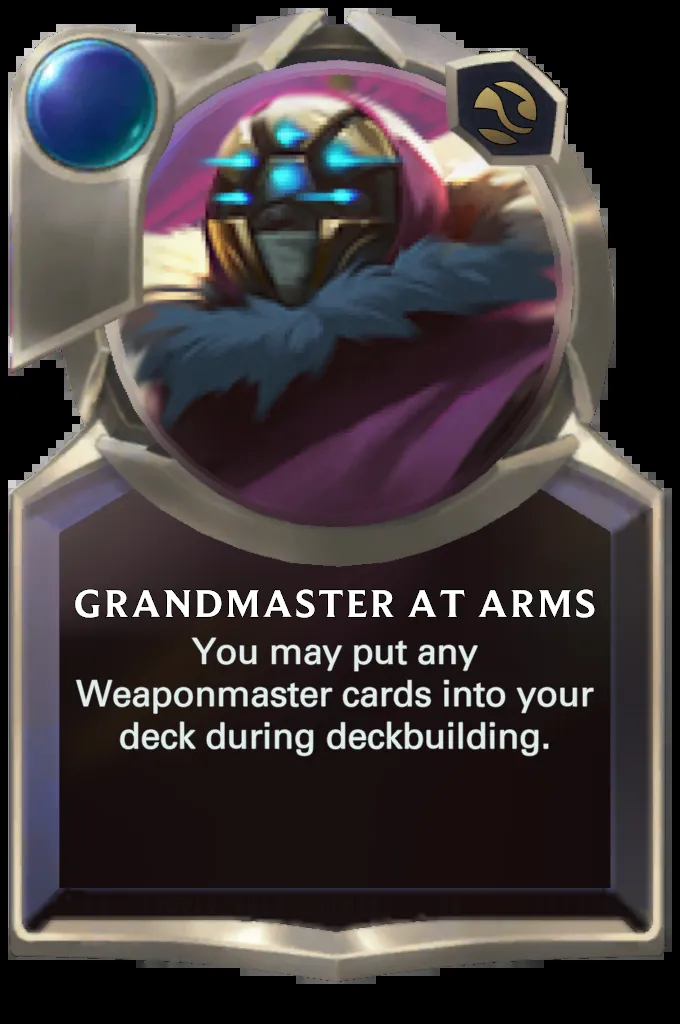 GRANDMASTER AT ARMS
You may put any
Weaponmaster cards into your
deck during deckbuilding.